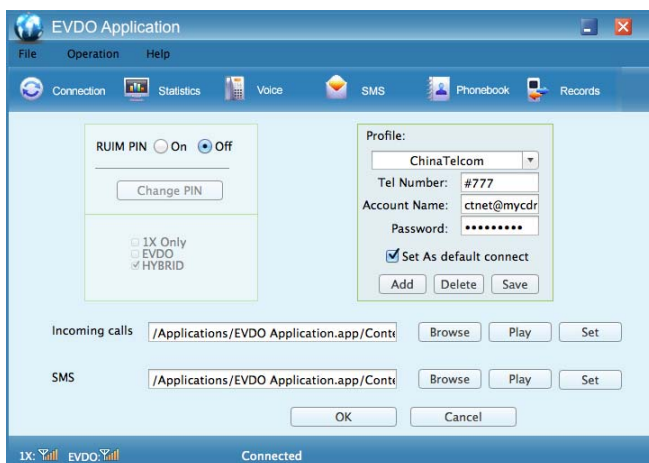 EVDO Application
File Operation Help
Connection Statistics Voice SMS Phonebook Records
RUIM PIN On Off
Change PIN
1X Only
EVDO
HYBRID
Profile:
ChinaTelcom
Tel Number: #777
Account Name: ctnet@mycdr
Password: •••••••••
Set As default connect
Add Delete Save
Incoming calls /Applications/EVDO Application.app/Conte Browse Play Set
SMS /Applications/EVDO Application.app/Conte Browse Play Set
OK Cancel
1X: EVDO: Connected